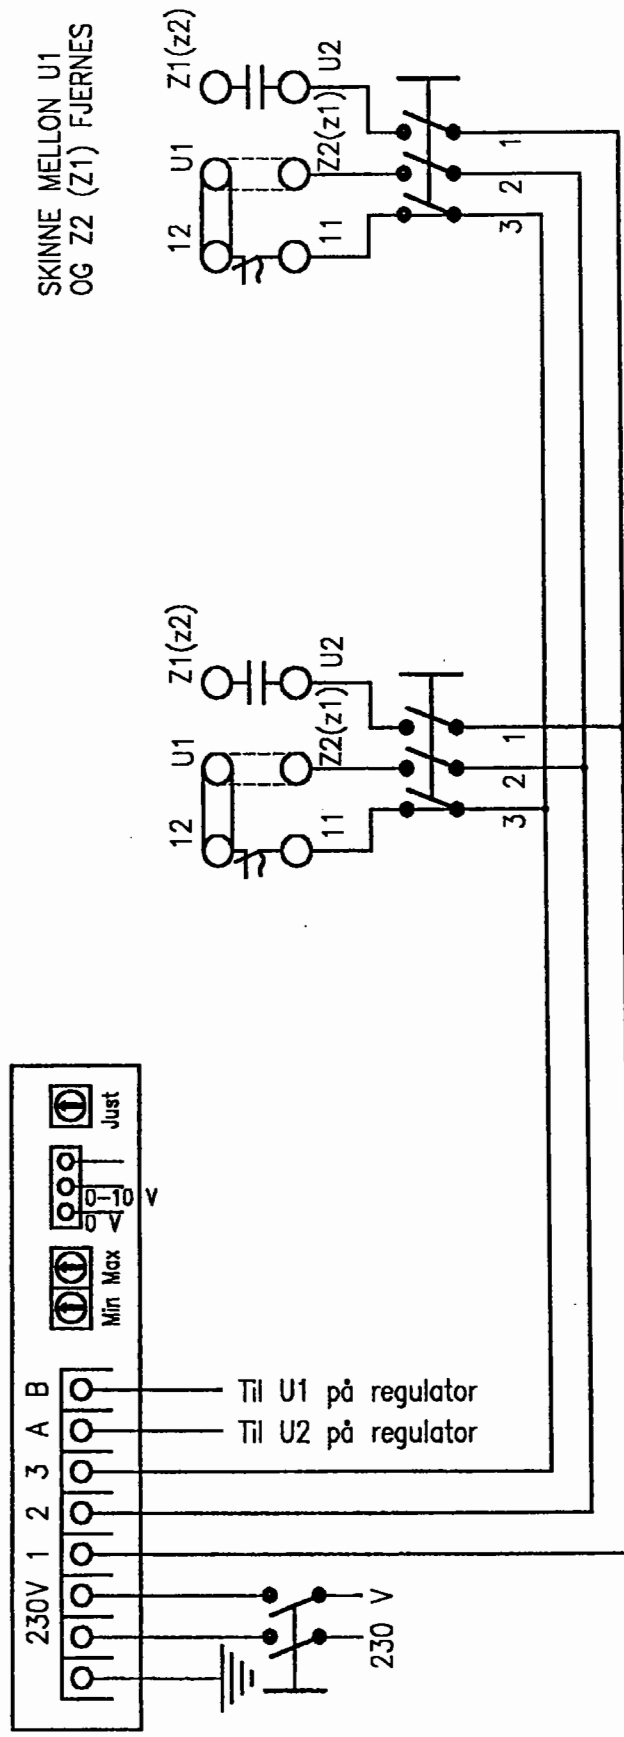 SKINNE MELLON U1
OG Z2 (Z1) FJERNES
Z1(z2)
U1
12
U2
Z2(z1)
11
1
2
3
Z1(z2)
U1
12
U2
Z2(z1)
11
1
2
3
230V 1 2 3 A B
Min Max
0 V
0-10 V
Just
Til U1 på regulator
Til U2 på regulator
230 V